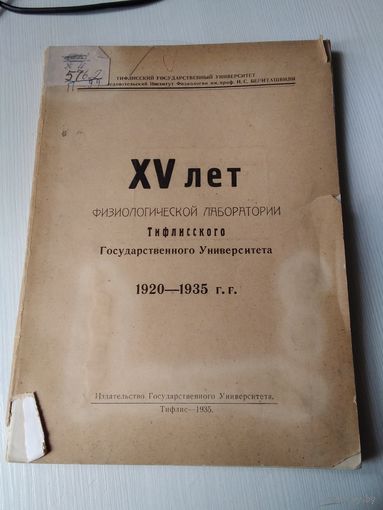 ТИФЛИССКИЙ ГОСУДАРСТВЕННЫЙ УНИВЕРСИТЕТ
Институт Физиологии им. проф. И. С. БЕРИТАШВИЛИ
5762
XV лет
ФИЗИОЛОГИЧЕСКОЙ ЛАБОРАТОРИИ
Тифлисского
Государственного Университета
1920—1935 г.г.
Издательство Государственного Университета.
Тифлис—1935.